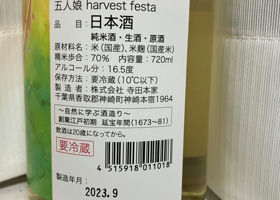 五人娘 harvest festa
品目 日本酒
純米酒・生酒・原酒
原材料名：米（国産）、米麹（国産米）
精米歩合：70％ 内容量：720ml
アルコール分：16.5度
保存方法：要冷蔵（10℃以下）
製造者：株式会社 寺田本家
千葉県香取郡神崎町神崎本宿1964
～自然に学ぶ酒造り～
創業江戸初期 延宝年間（1673～81）
飲酒は20歳になってから。
要冷蔵
4 515918 011018
製造年月：
2023.9